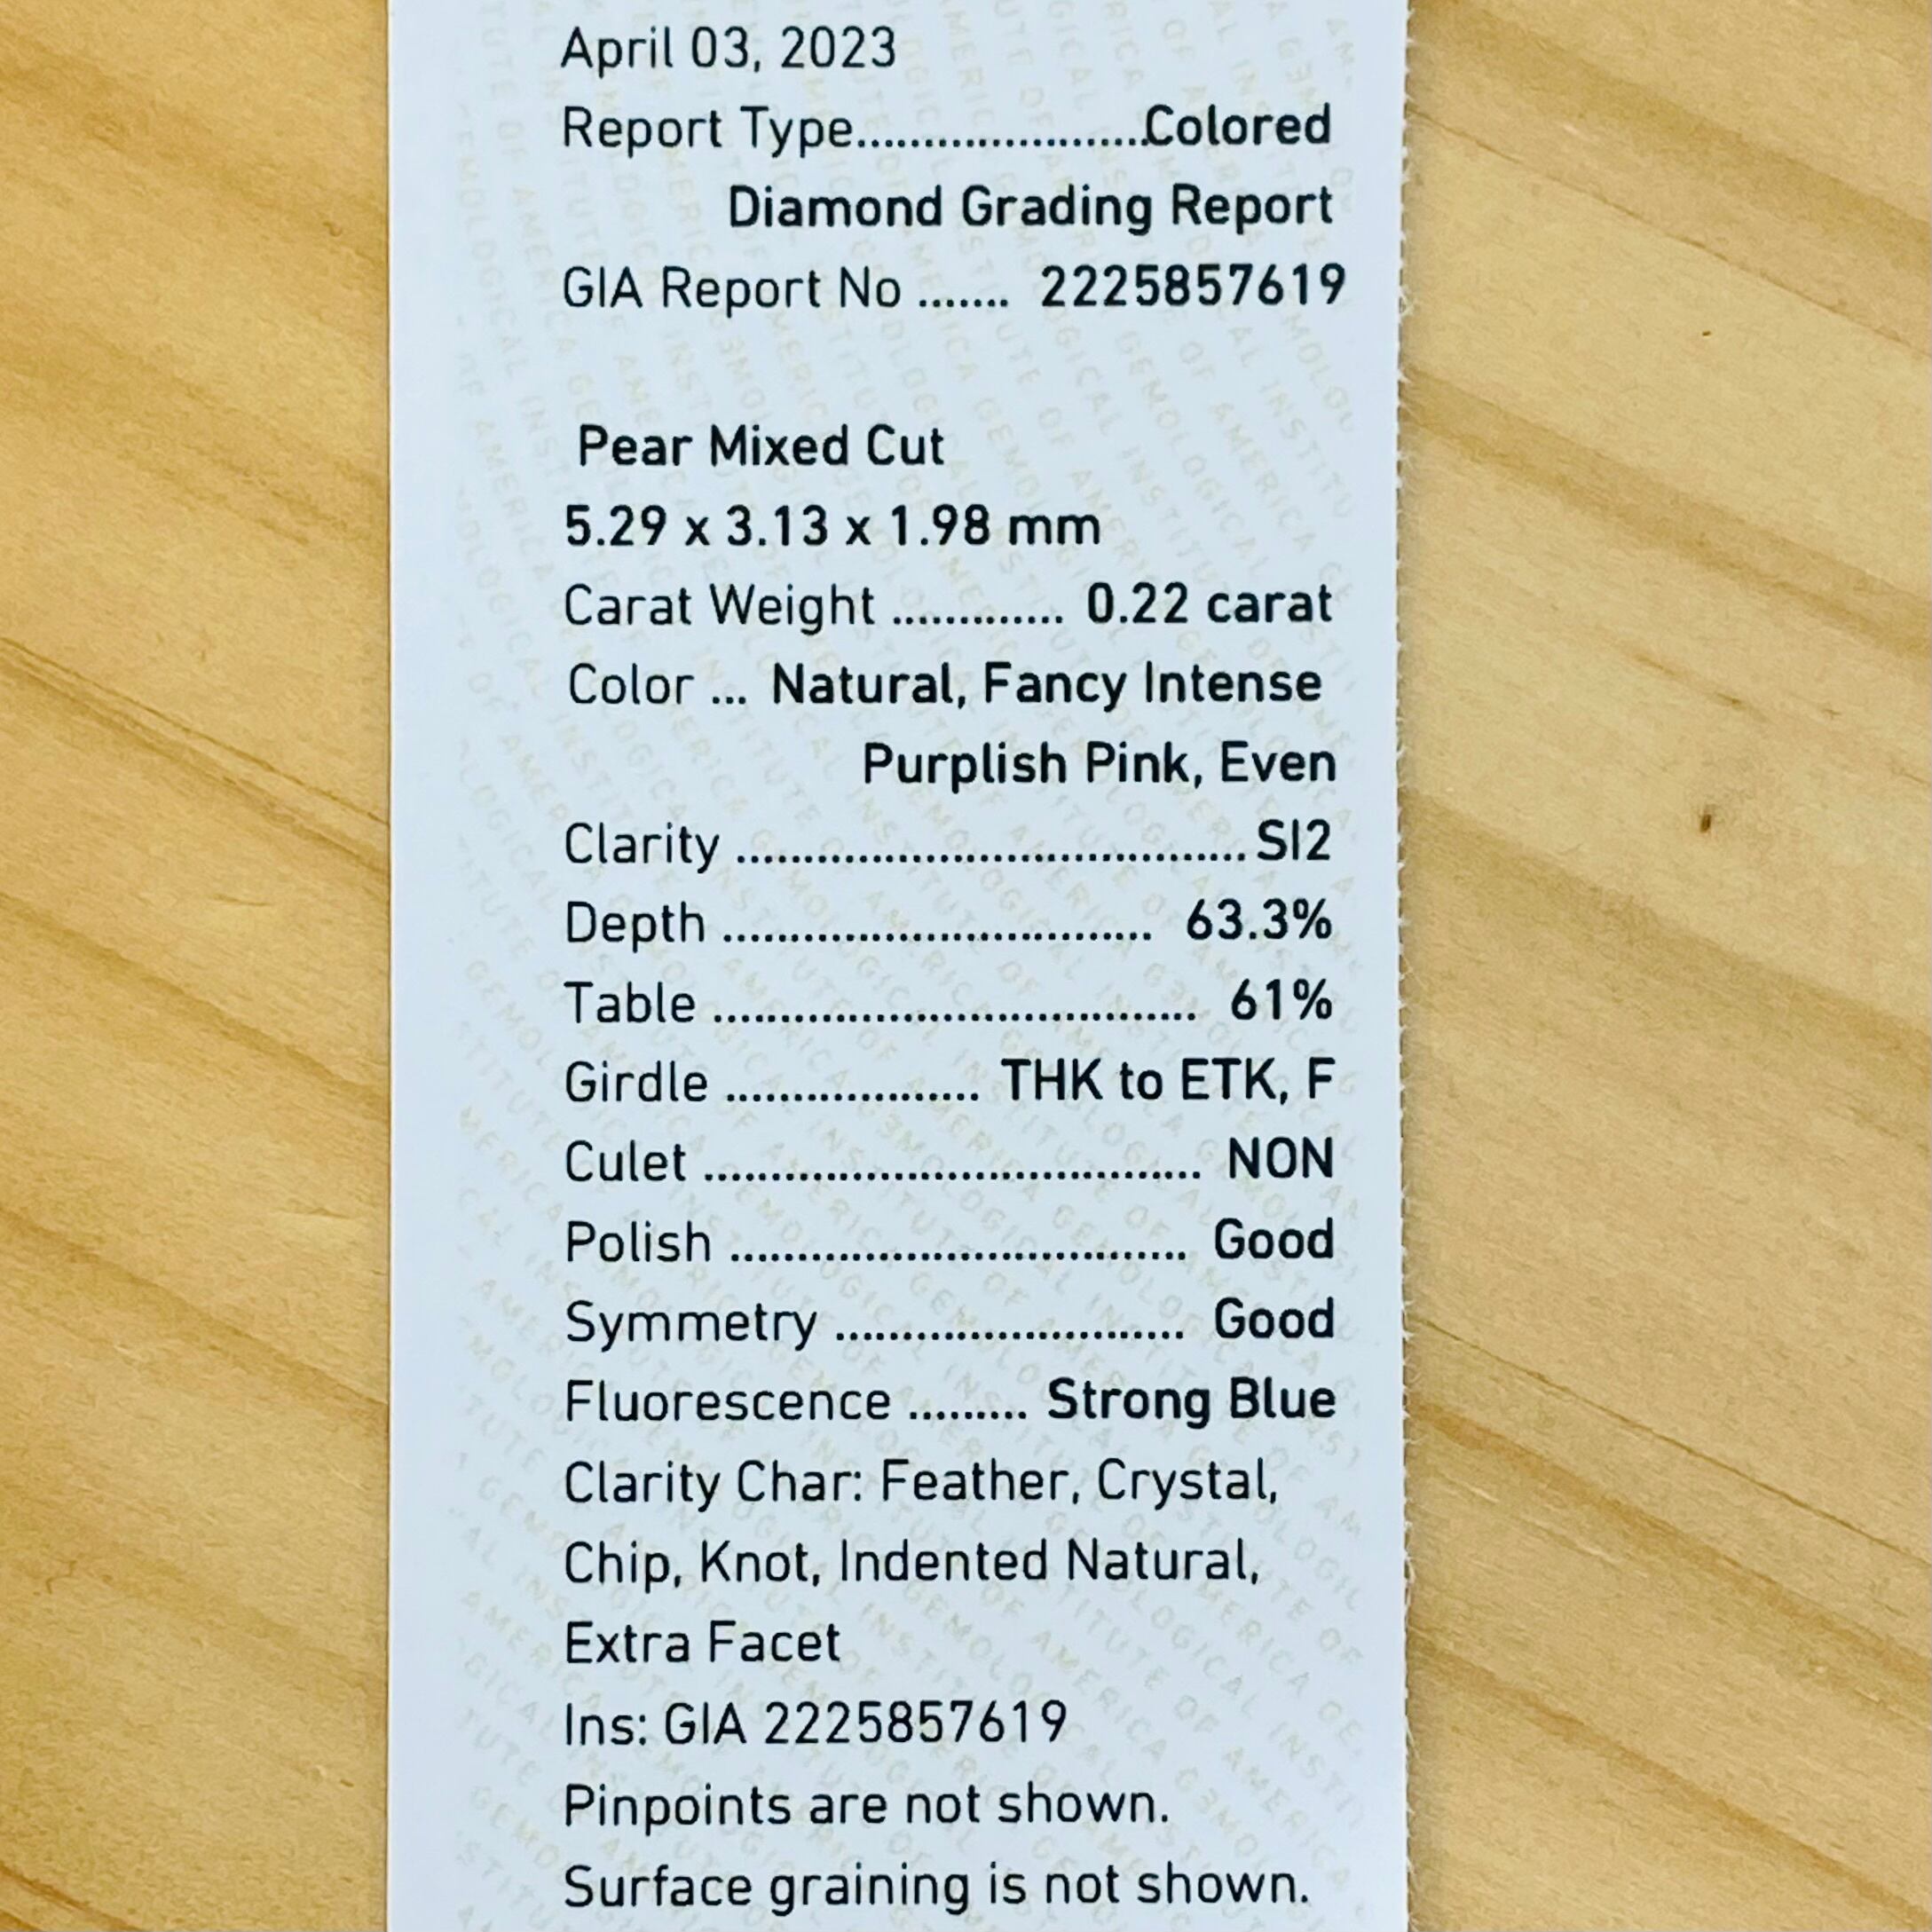 April 03, 2023
Report Type......................Colored
Diamond Grading Report
GIA Report No ....... 2225857619
Pear Mixed Cut
5.29 x 3.13 x 1.98 mm
Carat Weight ............. 0.22 carat
Color ... Natural, Fancy Intense
Purplish Pink, Even
Clarity ...................................... SI2
Depth ................................ 63.3%
Table .................................... 61%
Girdle ................... THK to ETK, F
Culet ..................................... NON
Polish .................................. Good
Symmetry .......................... Good
Fluorescence ......... Strong Blue
Clarity Char: Feather, Crystal,
Chip, Knot, Indented Natural,
Extra Facet
Ins: GIA 2225857619
Pinpoints are not shown.
Surface graining is not shown.